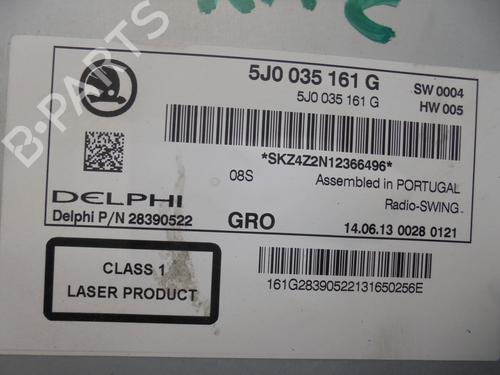 5J0 035 161 G
SW 0004
5J0 035 161 G
HW 005
*SKZ4Z2N12366496*
08S
Assembled in PORTUGAL
Radio-SWING
DELPHI
Delphi P/N 28390522
GRO
14.06.13 0028 0121
CLASS 1
LASER PRODUCT
161G28390522131650256E
B-PARTS